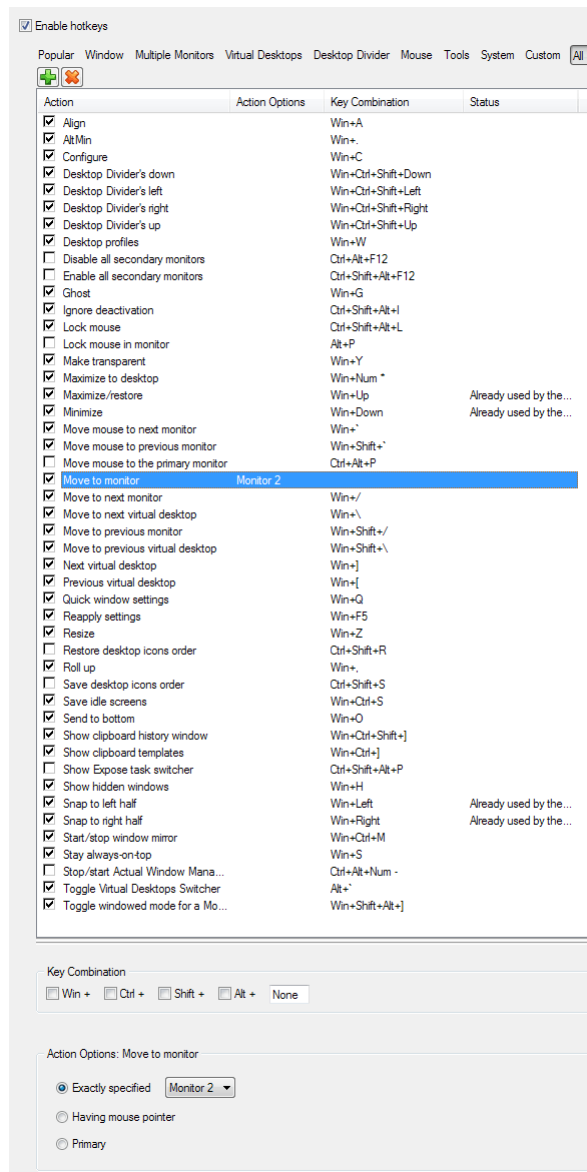 Enable hotkeys
Popular Window Multiple Monitors Virtual Desktops Desktop Divider Mouse Tools System Custom All
Action Action Options Key Combination Status
Align Win+A
AltMin Win+.
Configure Win+C
Desktop Divider's down Win+Ctrl+Shift+Down
Desktop Divider's left Win+Ctrl+Shift+Left
Desktop Divider's right Win+Ctrl+Shift+Right
Desktop Divider's up Win+Ctrl+Shift+Up
Desktop profiles Win+W
Disable all secondary monitors Ctrl+Alt+F12
Enable all secondary monitors Ctrl+Shift+Alt+F12
Ghost Win+G
Ignore deactivation Ctrl+Shift+Alt+I
Lock mouse Ctrl+Shift+Alt+L
Lock mouse in monitor Alt+P
Make transparent Win+Y
Maximize to desktop Win+Num *
Maximize/restore Win+Up Already used by the...
Minimize Win+Down Already used by the...
Move mouse to next monitor Win+`
Move mouse to previous monitor Win+Shift+`
Move mouse to the primary monitor Ctrl+Alt+P
Move to monitor Monitor 2
Move to next monitor Win+/
Move to next virtual desktop Win+\
Move to previous monitor Win+Shift+/
Move to previous virtual desktop Win+Shift+\
Next virtual desktop Win+]
Previous virtual desktop Win+[
Quick window settings Win+Q
Reapply settings Win+F5
Resize Win+Z
Restore desktop icons order Ctrl+Shift+R
Roll up Win+,
Save desktop icons order Ctrl+Shift+S
Save idle screens Win+Ctrl+S
Send to bottom Win+O
Show clipboard history window Win+Ctrl+Shift+]
Show clipboard templates Win+Ctrl+]
Show Expose task switcher Ctrl+Shift+Alt+P
Show hidden windows Win+H
Snap to left half Win+Left Already used by the...
Snap to right half Win+Right Already used by the...
Start/stop window mirror Win+Ctrl+M
Stay always-on-top Win+S
Stop/start Actual Window Mana... Ctrl+Alt+Num -
Toggle Virtual Desktops Switcher Alt+`
Toggle windowed mode for a Mo... Win+Shift+Alt+]
Key Combination
Win + Ctrl + Shift + Alt + None
Action Options: Move to monitor
Exactly specified Monitor 2
Having mouse pointer
Primary